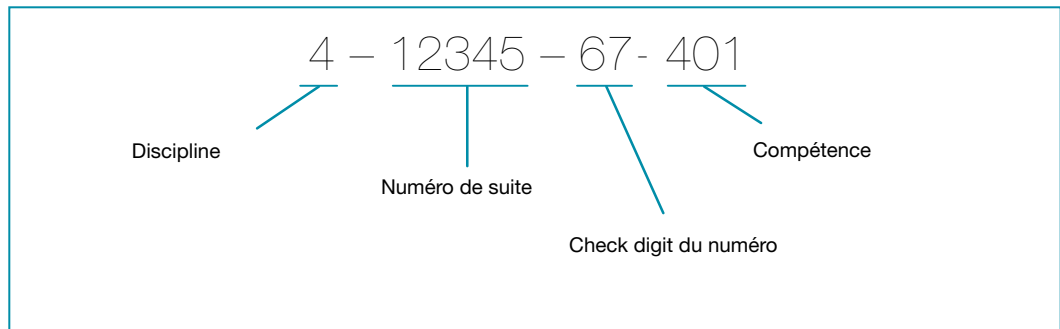 4 – 12345 – 67- 401
Discipline
Compétence
Numéro de suite
Check digit du numéro